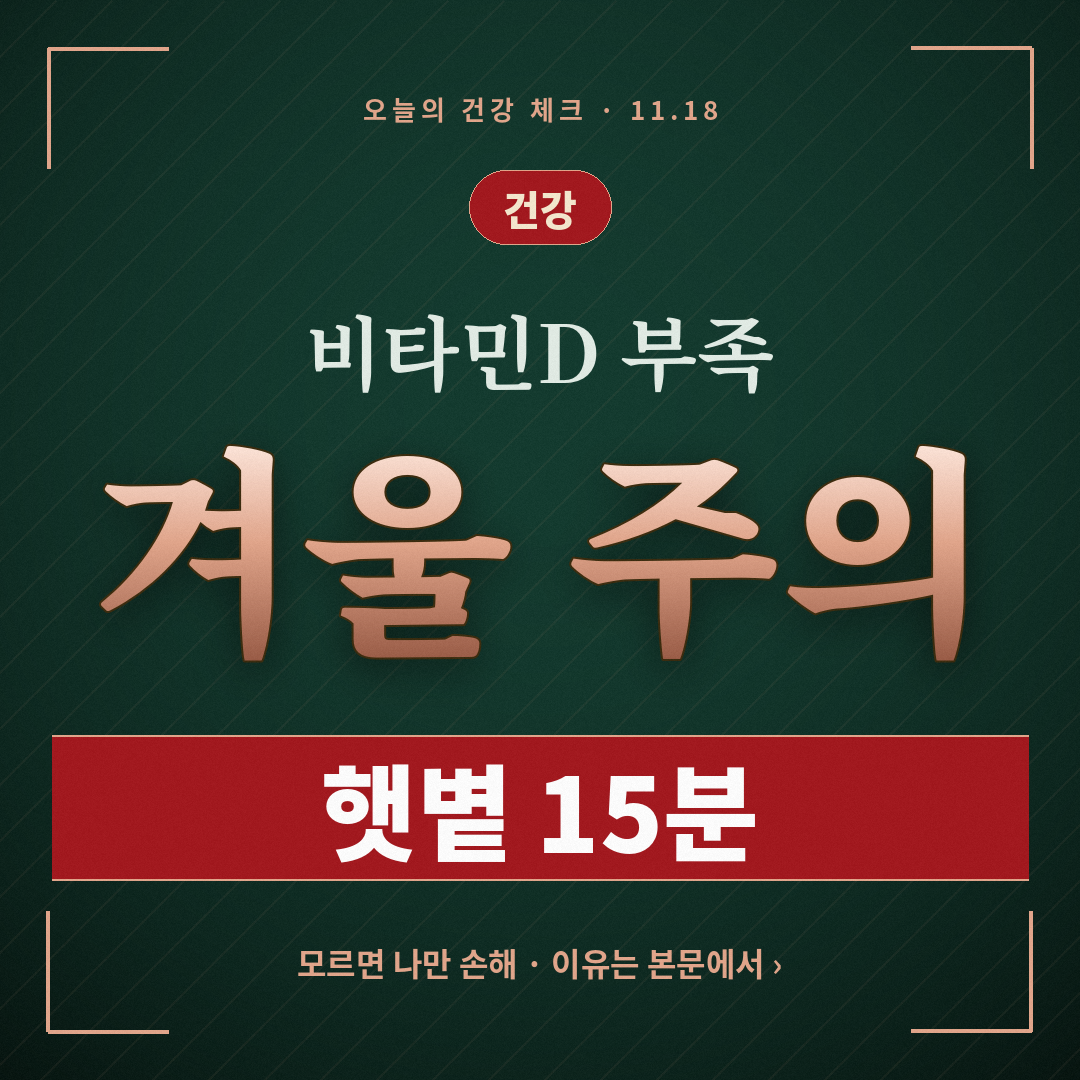 오늘의 건강 체크 · 11.18
건강
비타민D 부족
겨울 주의
햇볕 15분
모르면 나만 손해 · 이유는 본문에서 ›